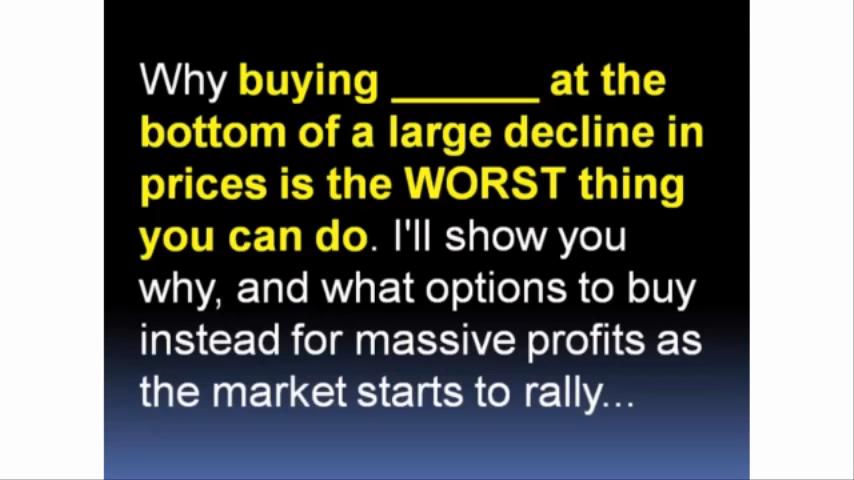 Why buying ______ at the
bottom of a large decline in
prices is the WORST thing
you can do. I'll show you
why, and what options to buy
instead for massive profits as
the market starts to rally...